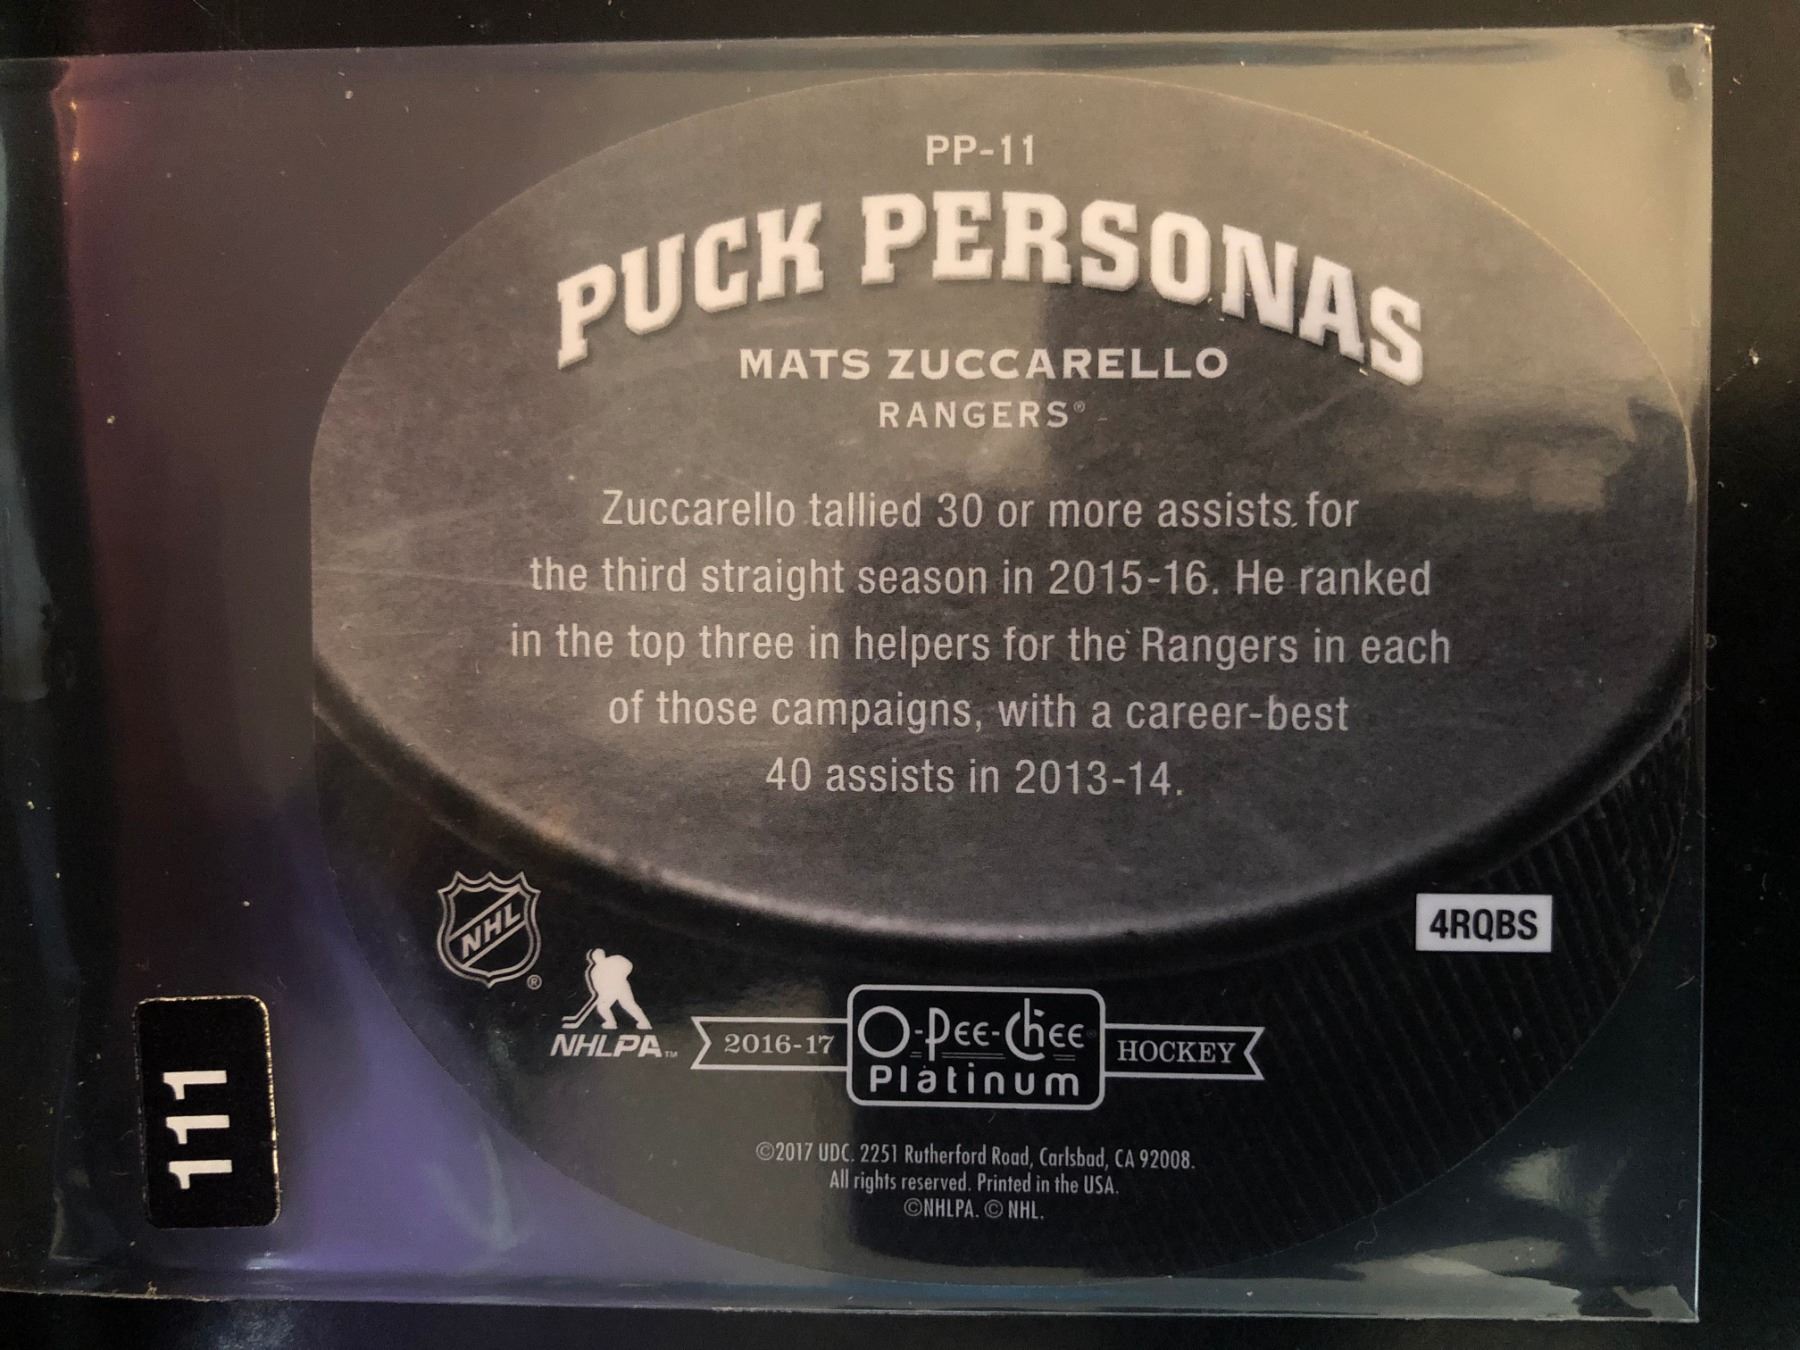 PP-11
PUCK PERSONAS
MATS ZUCCARELLO
RANGERS®
Zuccarello tallied 30 or more assists for
the third straight season in 2015-16. He ranked
in the top three in helpers for the Rangers in each
of those campaigns, with a career-best
40 assists in 2013-14.
NHL®
4RQBS
NHLPA™
2016-17 O-Pee-Chee HOCKEY
Platinum
111
©2017 UDC. 2251 Rutherford Road, Carlsbad, CA 92008.
All rights reserved. Printed in the USA.
©NHLPA. © NHL.